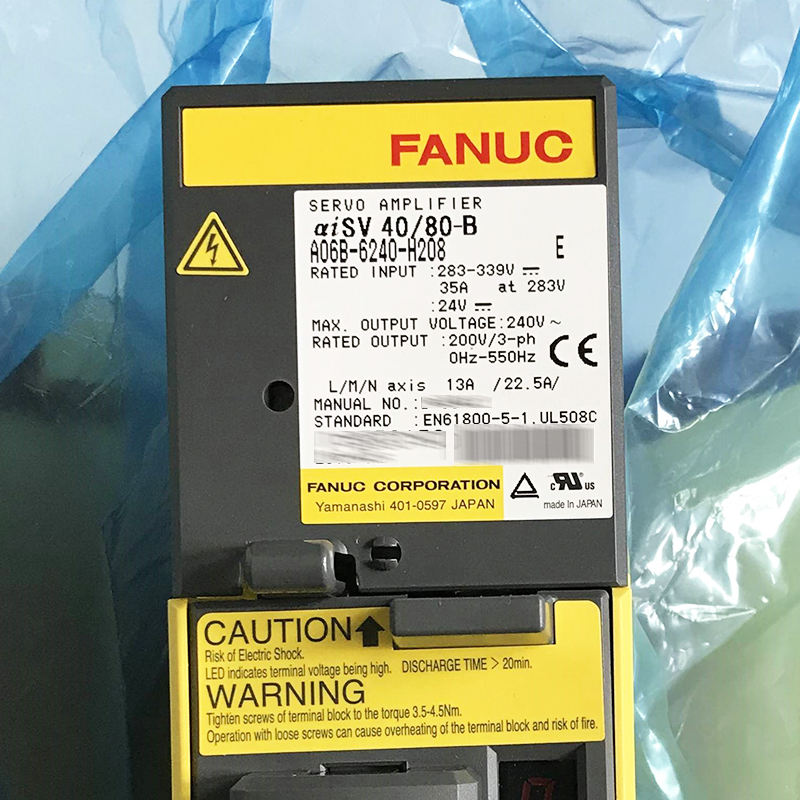 FANUC
SERVO AMPLIFIER
αiSV 40/80-B
A06B-6240-H208 E
RATED INPUT :283-339V ⎓
35A at 283V
:24V ⎓
MAX. OUTPUT VOLTAGE:240V~
RATED OUTPUT :200V/3-ph
0Hz-550Hz
CE
L/M/N axis 13A /22.5A/
MANUAL NO.:
STANDARD :EN61800-5-1,UL508C
FANUC CORPORATION
Yamanashi 401-0597 JAPAN
c RU US
made in JAPAN
CAUTION
Risk of Electric Shock.
LED indicates terminal voltage being high. DISCHARGE TIME > 20min.
WARNING
Tighten screws of terminal block to the torque 3.5-4.5Nm.
Operation with loose screws can cause overheating of the terminal block and risk of fire.